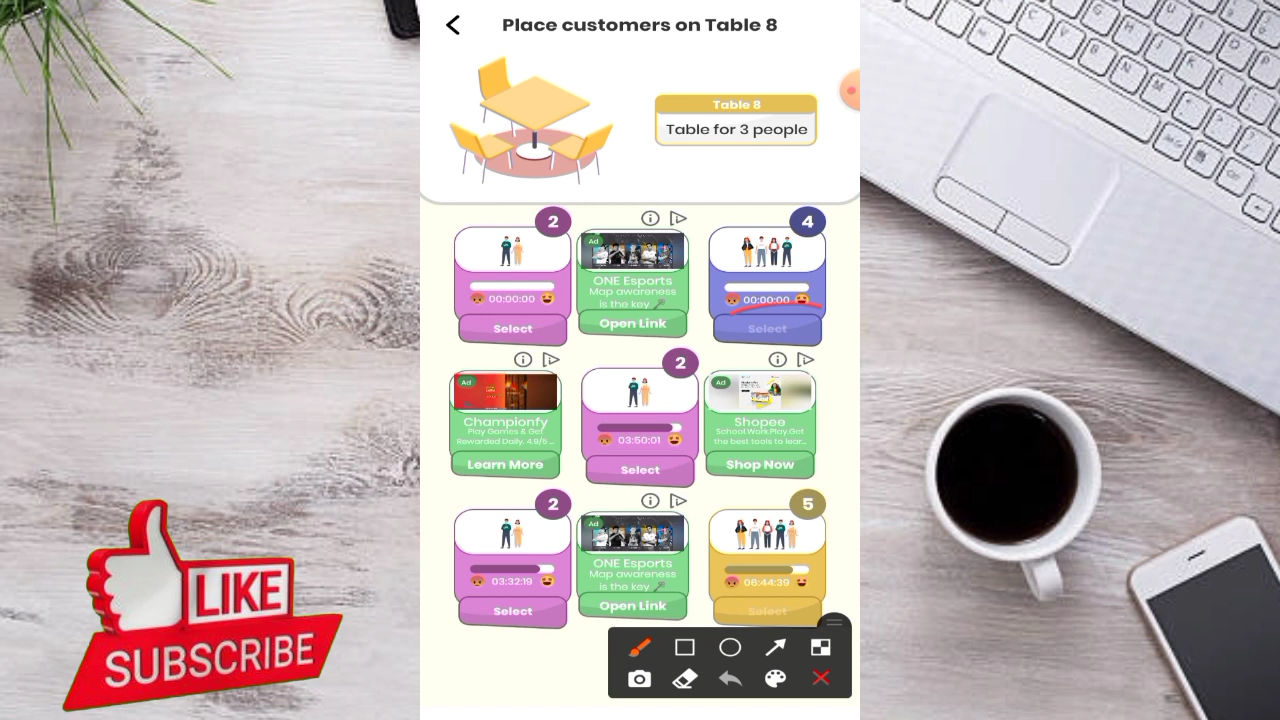 Place customers on Table 8
Table 8
Table for 3 people
2
00:00:00
Select
Ad
ONE Esports
Map awareness
is the key
Open Link
4
00:00:00
Select
Ad
Championfy
Play Games & Get
Rewarded Daily. 4.9/5 ...
Learn More
2
03:50:01
Select
Ad
Shopee
School.Work.Play.Get
the best tools to lear...
Shop Now
2
03:32:19
Select
Ad
ONE Esports
Map awareness
is the key
Open Link
5
06:44:39
Select
LIKE
SUBSCRIBE